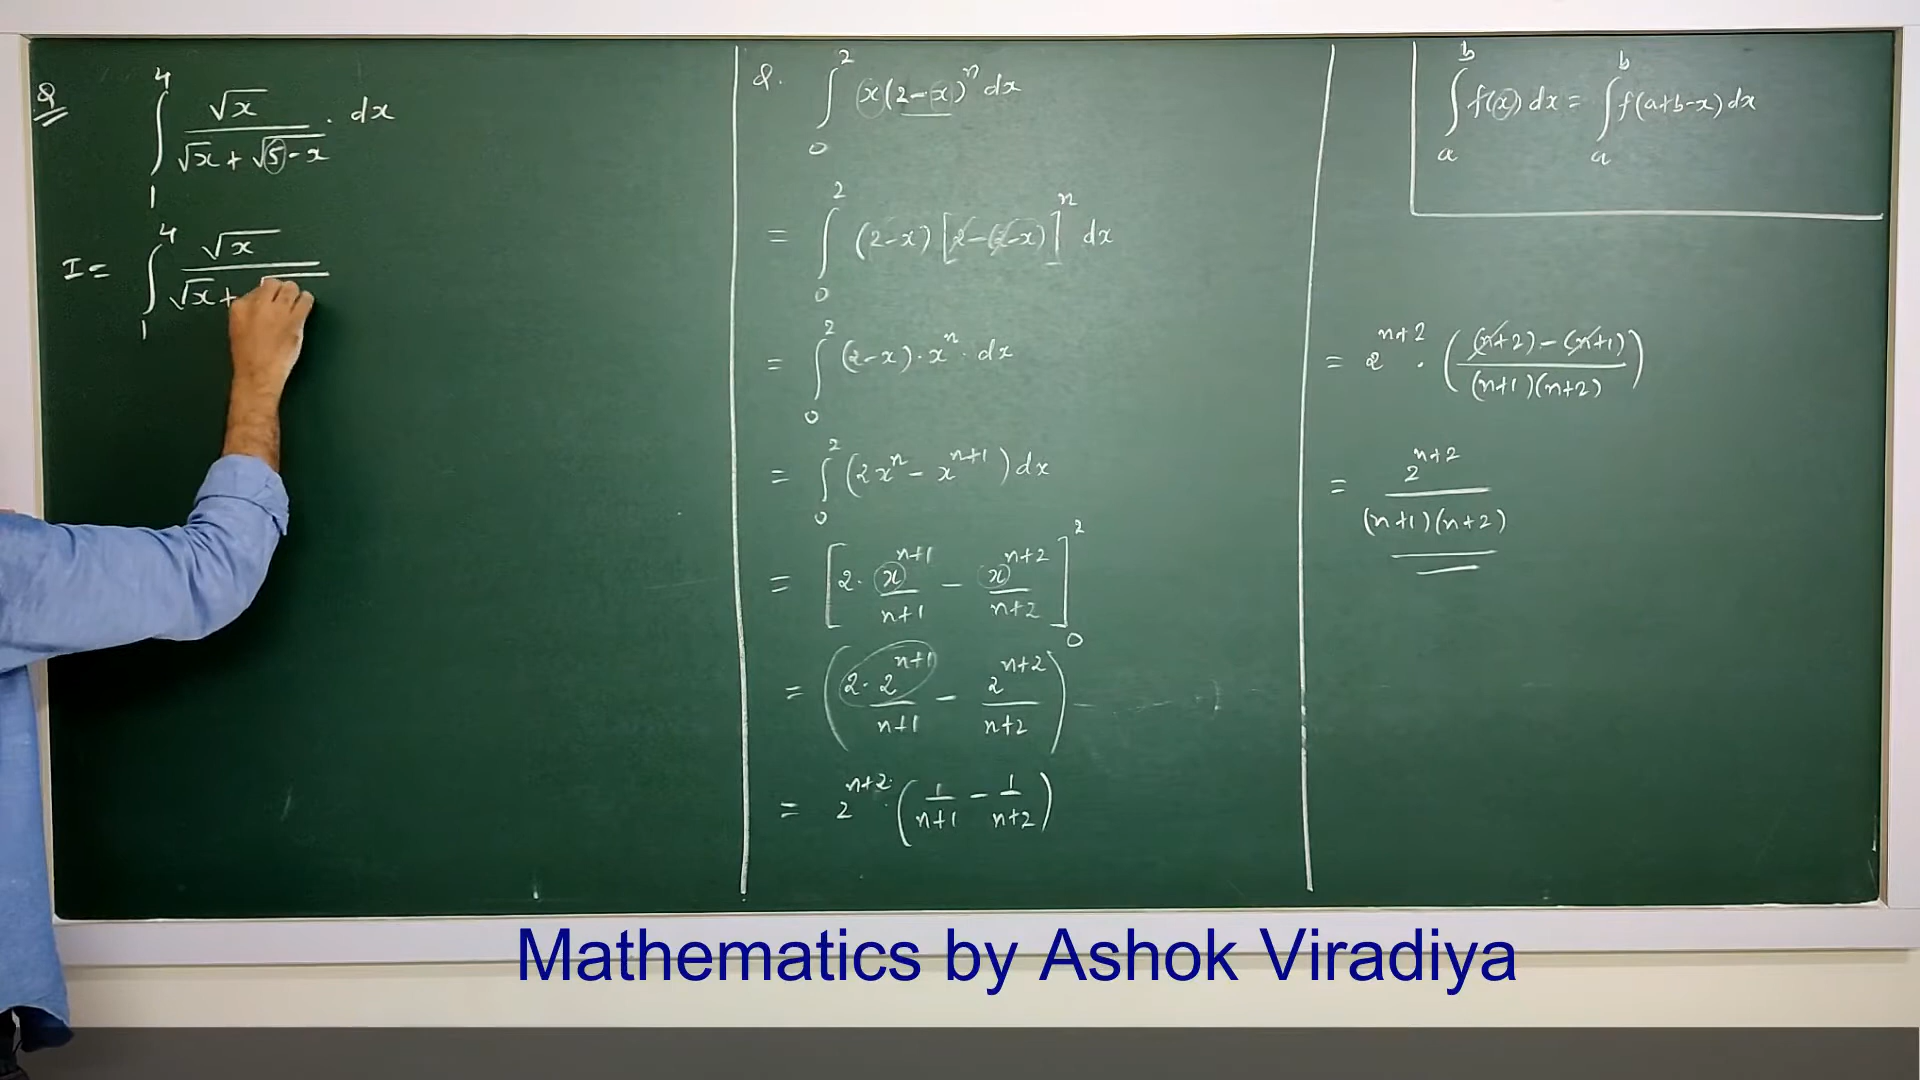 Q ∫₁⁴ √x / (√x + √5-x) . dx
I = ∫₁⁴ √x / (√x + √
Q. ∫₀² x(2-x)ⁿ dx
= ∫₀² (2-x) [2-(2-x)]ⁿ dx
= ∫₀² (2-x) · xⁿ · dx
= ∫₀² (2xⁿ - xⁿ⁺¹) dx
= [2 · xⁿ⁺¹/(n+1) - xⁿ⁺²/(n+2)]₀²
= (2 · 2ⁿ⁺¹/(n+1) - 2ⁿ⁺²/(n+2))
= 2ⁿ⁺² · (1/(n+1) - 1/(n+2))
∫ₐᵇ f(x) dx = ∫ₐᵇ f(a+b-x) dx
= 2ⁿ⁺² · ((n+2) - (n+1) / (n+1)(n+2))
= 2ⁿ⁺² / (n+1)(n+2)
Mathematics by Ashok Viradiya